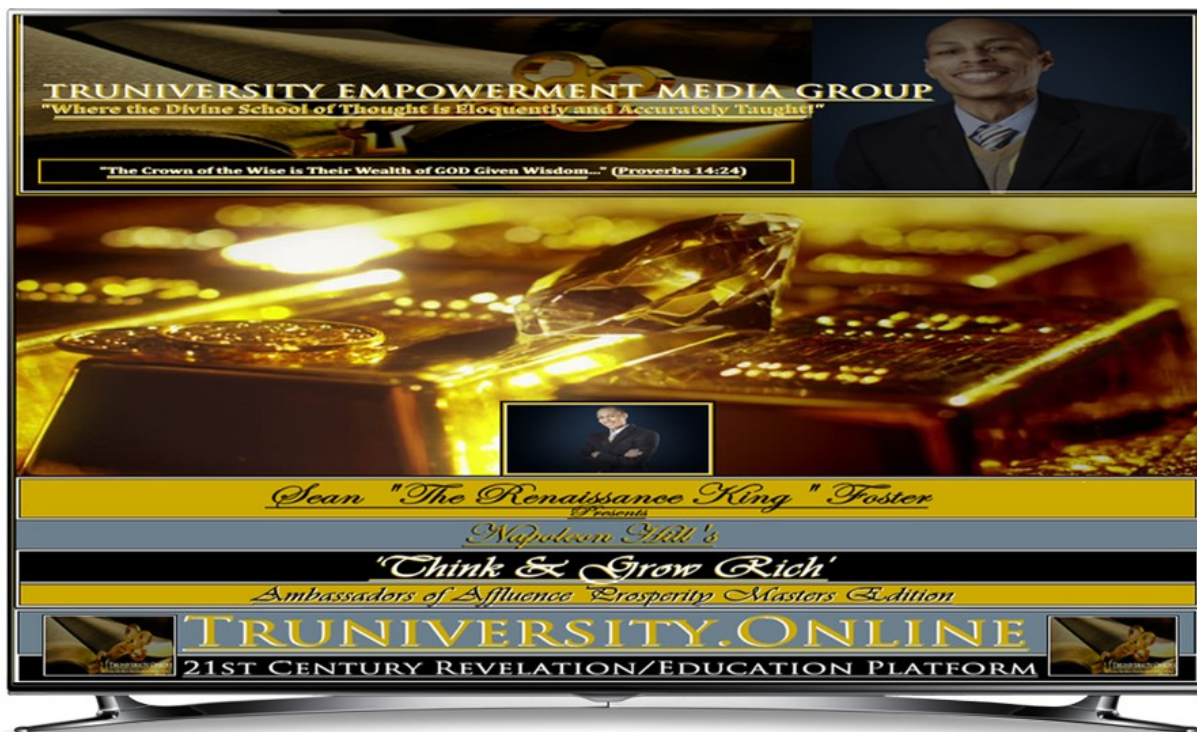 TRUNIVERSITY EMPOWERMENT MEDIA GROUP
"Where the Divine School of Thought is Eloquently and Accurately Taught!"
"The Crown of the Wise is Their Wealth of GOD Given Wisdom..." (Proverbs 14:24)
Sean "The Renaissance King" Foster
Presents
Napoleon Hill's
'Think & Grow Rich'
Ambassadors of Affluence Prosperity Masters Edition
TRUNIVERSITY.ONLINE
21ST CENTURY REVELATION/EDUCATION PLATFORM